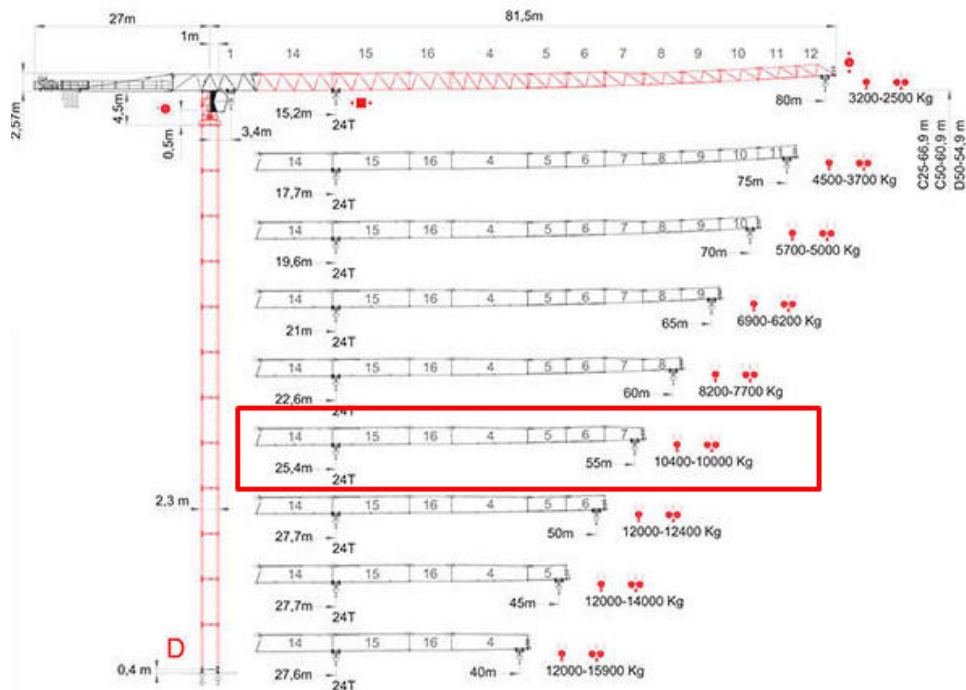 27m 81,5m
1m
1 14 15 16 4 5 6 7 8 9 10 11 12
2,57m
4,5m
0,5m
3,4m
15,2m
24T
80m
3200-2500 Kg
C25-66,9 m
C50-60,9 m
D50-54,9 m
14 15 16 4 5 6 7 8 9 10 11
17,7m
24T
75m
4500-3700 Kg
14 15 16 4 5 6 7 8 9 10
19,6m
24T
70m
5700-5000 Kg
14 15 16 4 5 6 7 8 9
21m
24T
65m
6900-6200 Kg
14 15 16 4 5 6 7 8
22,6m
24T
60m
8200-7700 Kg
14 15 16 4 5 6 7
25,4m
24T
55m
10400-10000 Kg
2,3 m
14 15 16 4 5 6
27,7m
24T
50m
12000-12400 Kg
14 15 16 4 5
27,7m
24T
45m
12000-14000 Kg
D
14 15 16 4
0,4 m
27,6m
24T
40m
12000-15900 Kg